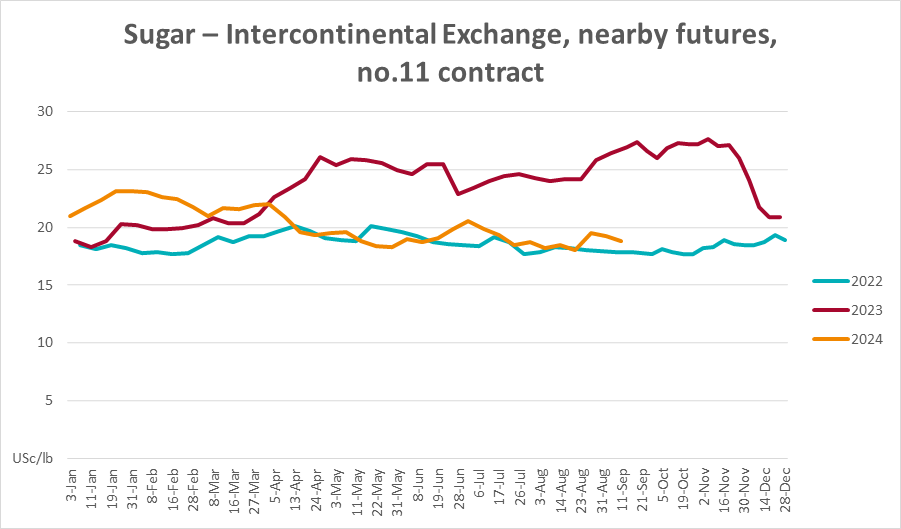 Sugar – Intercontinental Exchange, nearby futures,
no.11 contract
30
25
20
15
10
5
USc/lb
2022
2023
2024
3-Jan
11-Jan
19-Jan
31-Jan
8-Feb
16-Feb
28-Feb
8-Mar
16-Mar
27-Mar
5-Apr
13-Apr
24-Apr
3-May
11-May
22-May
31-May
8-Jun
16-Jun
28-Jun
6-Jul
17-Jul
26-Jul
3-Aug
14-Aug
23-Aug
31-Aug
11-Sep
21-Sep
5-Oct
19-Oct
2-Nov
16-Nov
30-Nov
14-Dec
28-Dec